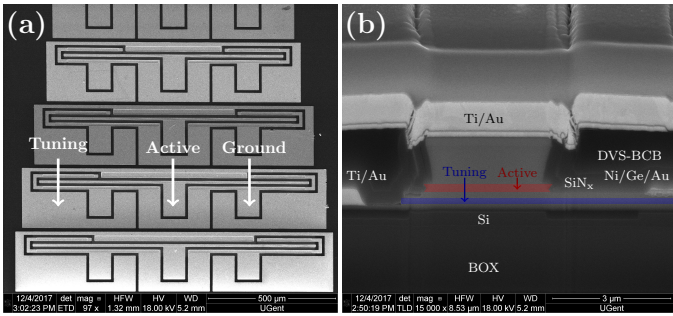 (a)
Tuning
Active
Ground
12/4/2017 det mag HFW HV WD 500 µm
3:02:23 PM ETD 97 x 1.32 mm 18.00 kV 5.2 mm UGent
(b)
Ti/Au
DVS-BCB
Tuning
Active
Ti/Au
SiNx
Ni/Ge/Au
Si
BOX
12/4/2017 det mag HFW HV WD 3 µm
2:50:19 PM TLD 15 000 x 8.53 µm 18.00 kV 5.2 mm UGent